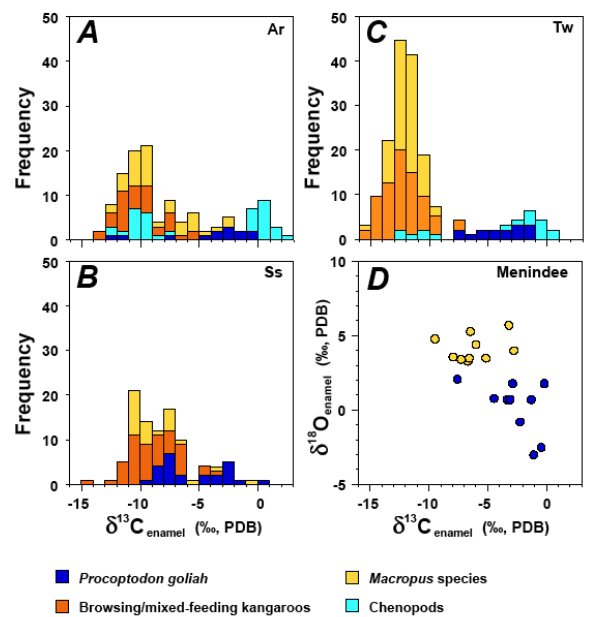 A
Ar
50
40
30
20
10
0
Frequency
C
Tw
50
40
30
20
10
0
Frequency
B
Ss
50
40
30
20
10
0
Frequency
-15
-10
-5
0
δ13Cenamel (‰, PDB)
D
Menindee
10
5
0
-5
δ18Oenamel (‰, PDB)
-15
-10
-5
0
δ13Cenamel (‰, PDB)
Procoptodon goliah
Macropus species
Browsing/mixed-feeding kangaroos
Chenopods